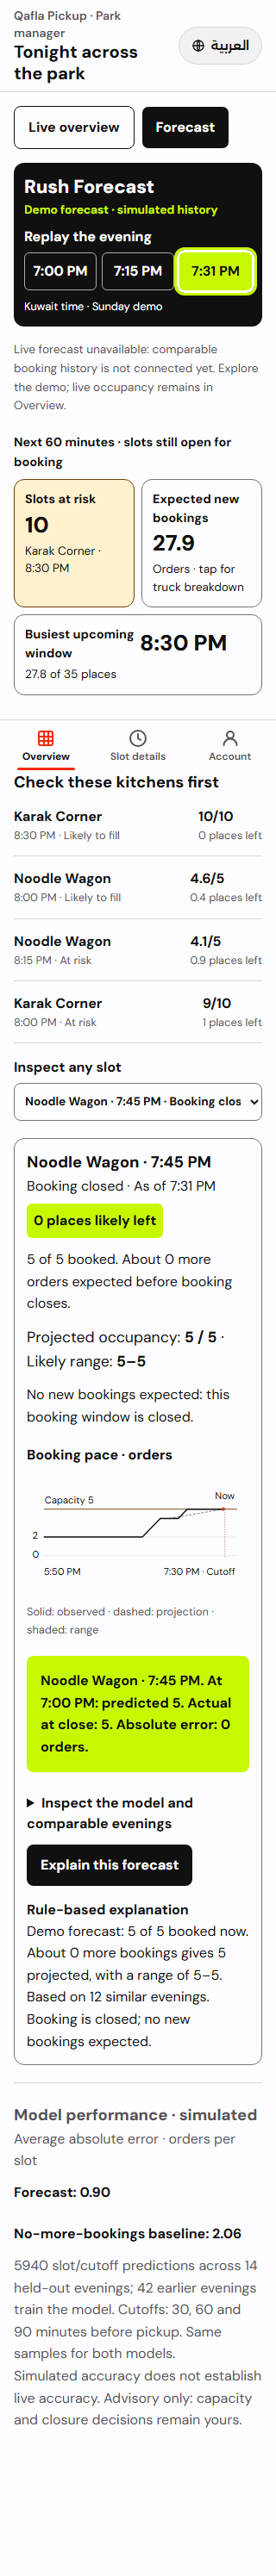 Qafla Pickup · Park
manager
Tonight across
the park
العربية
Live overview
Forecast
Rush Forecast
Demo forecast · simulated history
Replay the evening
7:00 PM
7:15 PM
7:31 PM
Kuwait time · Sunday demo
Live forecast unavailable: comparable
booking history is not connected yet. Explore
the demo; live occupancy remains in
Overview.
Next 60 minutes · slots still open for
booking
Slots at risk
10
Karak Corner ·
8:30 PM
Expected new
bookings
27.9
Orders · tap for
truck breakdown
Busiest upcoming
window
8:30 PM
27.8 of 35 places
Overview
Slot details
Account
Check these kitchens first
Karak Corner
10/10
8:30 PM · Likely to fill
0 places left
Noodle Wagon
4.6/5
8:00 PM · Likely to fill
0.4 places left
Noodle Wagon
4.1/5
8:15 PM · At risk
0.9 places left
Karak Corner
9/10
8:00 PM · At risk
1 places left
Inspect any slot
Noodle Wagon · 7:45 PM · Booking clos
Noodle Wagon · 7:45 PM
Booking closed · As of 7:31 PM
0 places likely left
5 of 5 booked. About 0 more
orders expected before booking
closes.
Projected occupancy: 5 / 5 ·
Likely range: 5–5
No new bookings expected: this
booking window is closed.
Booking pace · orders
Now
Capacity 5
2
0
5:50 PM
7:30 PM · Cutoff
Solid: observed · dashed: projection ·
shaded: range
Noodle Wagon · 7:45 PM. At
7:00 PM: predicted 5. Actual
at close: 5. Absolute error: 0
orders.
Inspect the model and
comparable evenings
Explain this forecast
Rule-based explanation
Demo forecast: 5 of 5 booked now.
About 0 more bookings gives 5
projected, with a range of 5–5.
Based on 12 similar evenings.
Booking is closed; no new
bookings expected.
Model performance · simulated
Average absolute error · orders per
slot
Forecast: 0.90
No-more-bookings baseline: 2.06
5940 slot/cutoff predictions across 14
held-out evenings; 42 earlier evenings
train the model. Cutoffs: 30, 60 and
90 minutes before pickup. Same
samples for both models.
Simulated accuracy does not establish
live accuracy. Advisory only: capacity
and closure decisions remain yours.